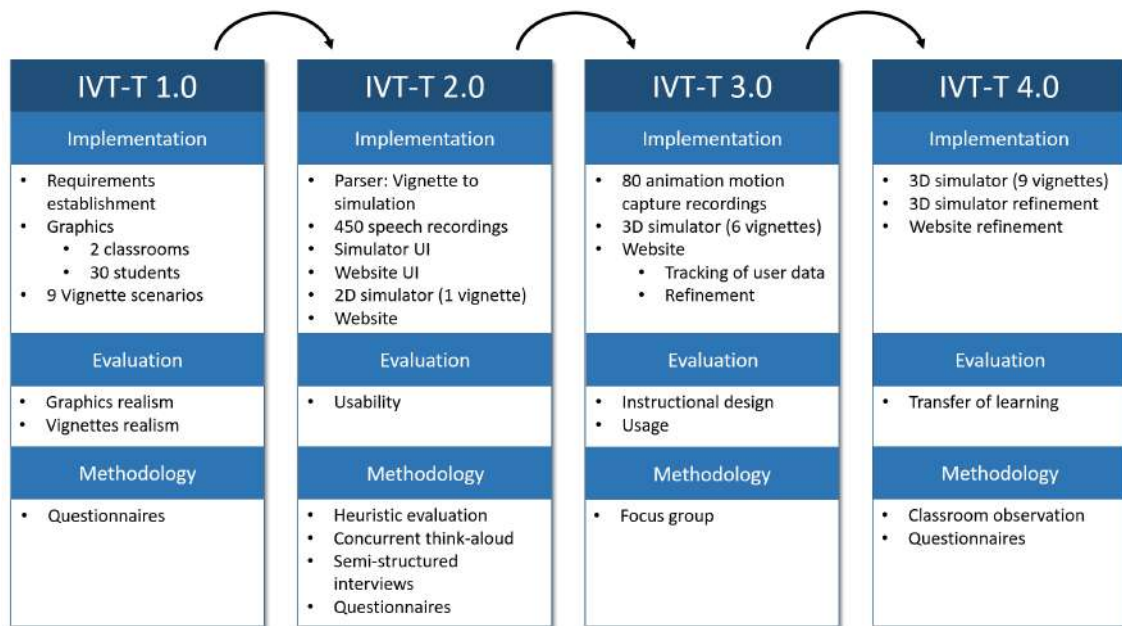 IVT-T 1.0
Implementation
• Requirements
establishment
• Graphics
• 2 classrooms
• 30 students
• 9 Vignette scenarios
Evaluation
• Graphics realism
• Vignettes realism
Methodology
• Questionnaires
IVT-T 2.0
Implementation
• Parser: Vignette to
simulation
• 450 speech recordings
• Simulator UI
• Website UI
• 2D simulator (1 vignette)
• Website
Evaluation
• Usability
Methodology
• Heuristic evaluation
• Concurrent think-aloud
• Semi-structured
interviews
• Questionnaires
IVT-T 3.0
Implementation
• 80 animation motion
capture recordings
• 3D simulator (6 vignettes)
• Website
• Tracking of user data
• Refinement
Evaluation
• Instructional design
• Usage
Methodology
• Focus group
IVT-T 4.0
Implementation
• 3D simulator (9 vignettes)
• 3D simulator refinement
• Website refinement
Evaluation
• Transfer of learning
Methodology
• Classroom observation
• Questionnaires